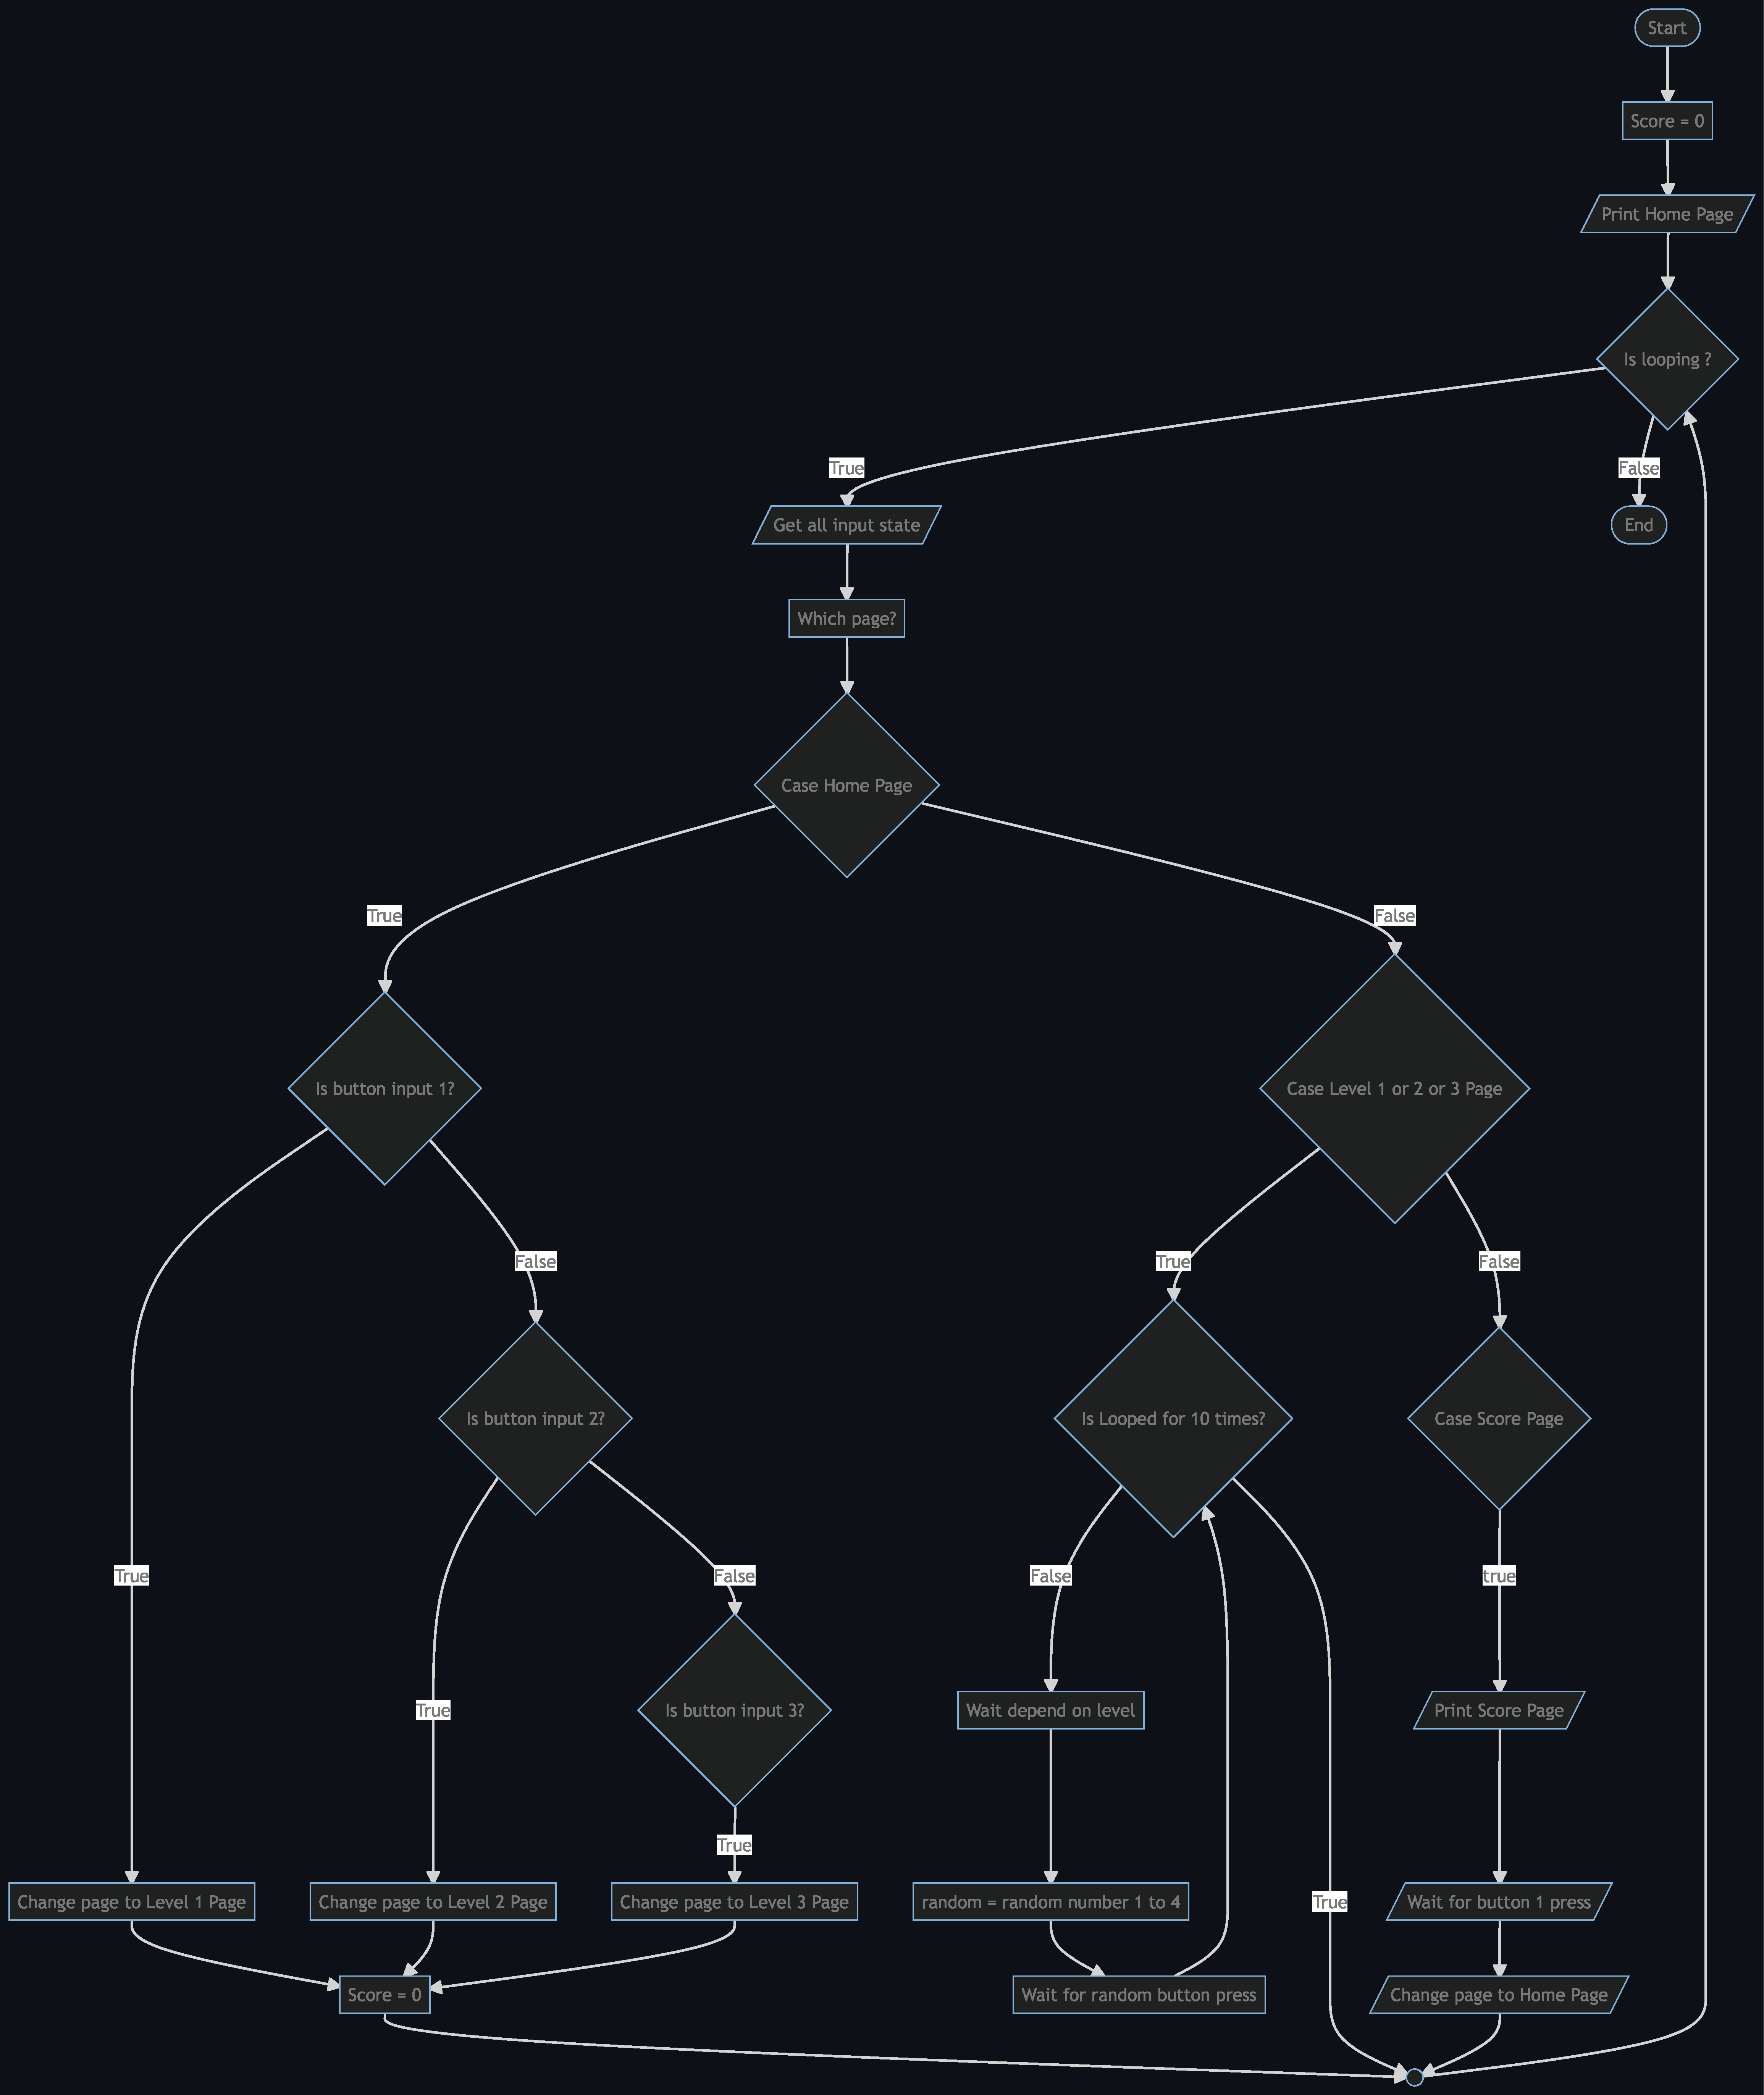 Start
Score = 0
Print Home Page
Is looping ?
True
False
Get all input state
End
Which page?
Case Home Page
True
False
Is button input 1?
Case Level 1 or 2 or 3 Page
False
True
False
Is button input 2?
Is Looped for 10 times?
Case Score Page
True
False
False
true
True
Is button input 3?
Wait depend on level
Print Score Page
True
Change page to Level 1 Page
Change page to Level 2 Page
Change page to Level 3 Page
random = random number 1 to 4
True
Wait for button 1 press
Score = 0
Wait for random button press
Change page to Home Page